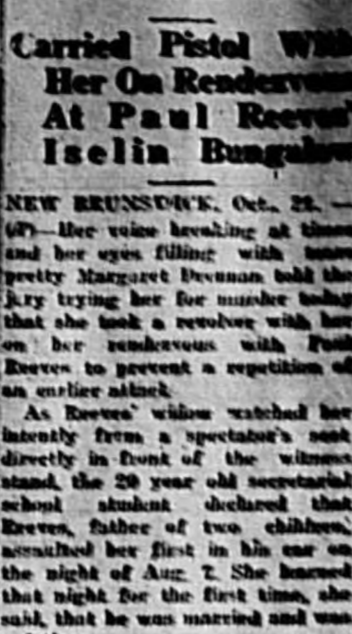 Carried Pistol With
Her On Rendezvous
At Paul Reeves'
Iselin Bungalow
NEW BRUNSWICK, Oct. 22. —
(AP)—Her voice breaking at times
and her eyes filling with tears
pretty Margaret Drennan told the
jury trying her for murder today
that she took a revolver with her
on her rendezvous with Paul
Reeves to prevent a repetition of
an earlier attack.
As Reeves' widow watched her
intently from a spectator's seat
directly in front of the witness
stand, the 20 year old secretarial
school student declared that
Reeves, father of two children,
assaulted her first in his car on
the night of Aug. 7. She learned
that night for the first time, she
said, that he was married and was